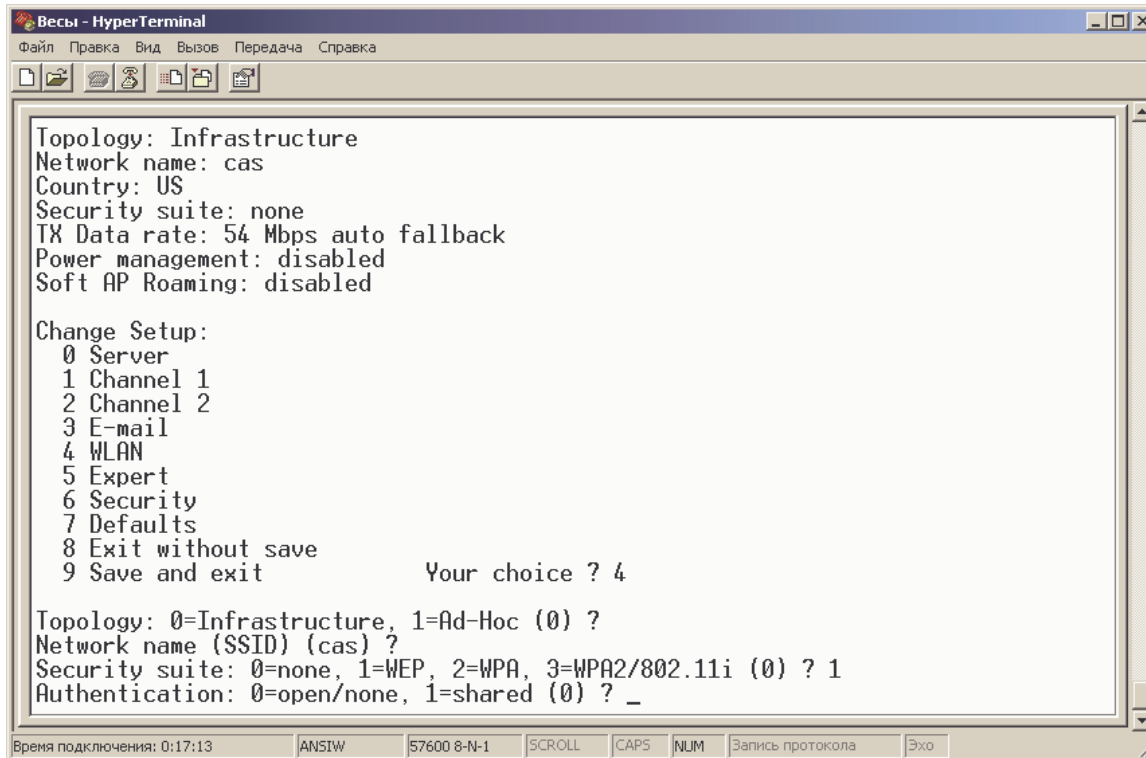 Весы - HyperTerminal
Файл Правка Вид Вызов Передача Справка
Topology: Infrastructure
Network name: cas
Country: US
Security suite: none
TX Data rate: 54 Mbps auto fallback
Power management: disabled
Soft AP Roaming: disabled
Change Setup:
0 Server
1 Channel 1
2 Channel 2
3 E-mail
4 WLAN
5 Expert
6 Security
7 Defaults
8 Exit without save
9 Save and exit Your choice ? 4
Topology: 0=Infrastructure, 1=Ad-Hoc (0) ?
Network name (SSID) (cas) ?
Security suite: 0=none, 1=WEP, 2=WPA, 3=WPA2/802.11i (0) ? 1
Authentication: 0=open/none, 1=shared (0) ? _
Время подключения: 0:17:13 ANSIW 57600 8-N-1 SCROLL CAPS NUM Запись протокола Эхо